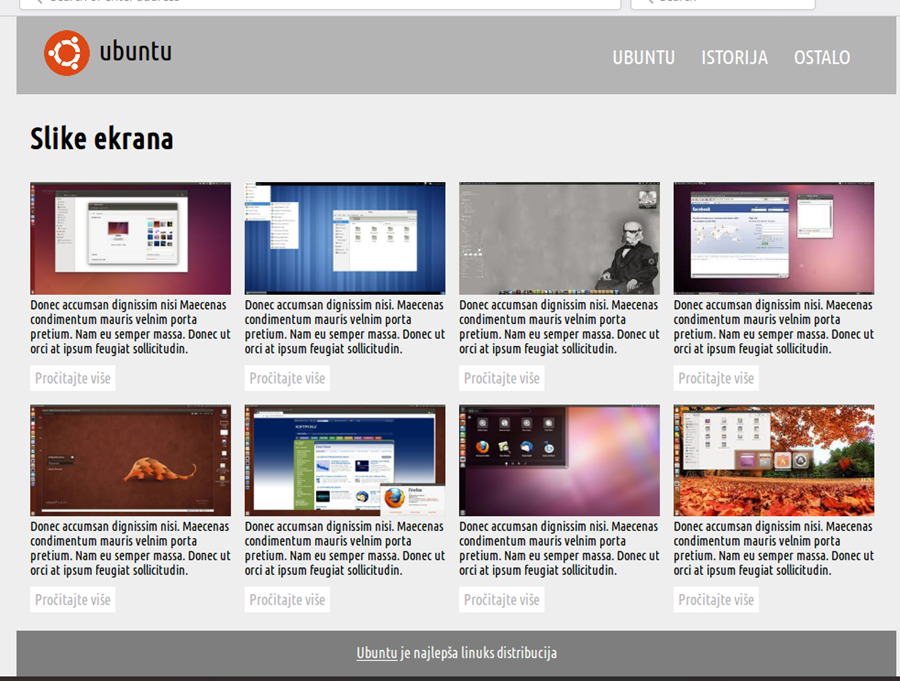 ubuntu
UBUNTU ISTORIJA OSTALO
Slike ekrana
Donec accumsan dignissim nisi. Maecenas
condimentum mauris velnim porta
pretium. Nam eu semper massa. Donec ut
orci at ipsum feugiat sollicitudin.
Pročitajte više
Donec accumsan dignissim nisi. Maecenas
condimentum mauris velnim porta
pretium. Nam eu semper massa. Donec ut
orci at ipsum feugiat sollicitudin.
Pročitajte više
Donec accumsan dignissim nisi. Maecenas
condimentum mauris velnim porta
pretium. Nam eu semper massa. Donec ut
orci at ipsum feugiat sollicitudin.
Pročitajte više
facebook
Donec accumsan dignissim nisi. Maecenas
condimentum mauris velnim porta
pretium. Nam eu semper massa. Donec ut
orci at ipsum feugiat sollicitudin.
Pročitajte više
Donec accumsan dignissim nisi. Maecenas
condimentum mauris velnim porta
pretium. Nam eu semper massa. Donec ut
orci at ipsum feugiat sollicitudin.
Pročitajte više
SOFTPEDIA
Firefox
Donec accumsan dignissim nisi. Maecenas
condimentum mauris velnim porta
pretium. Nam eu semper massa. Donec ut
orci at ipsum feugiat sollicitudin.
Pročitajte više
Donec accumsan dignissim nisi. Maecenas
condimentum mauris velnim porta
pretium. Nam eu semper massa. Donec ut
orci at ipsum feugiat sollicitudin.
Pročitajte više
Donec accumsan dignissim nisi. Maecenas
condimentum mauris velnim porta
pretium. Nam eu semper massa. Donec ut
orci at ipsum feugiat sollicitudin.
Pročitajte više
Ubuntu je najlepša linuks distribucija